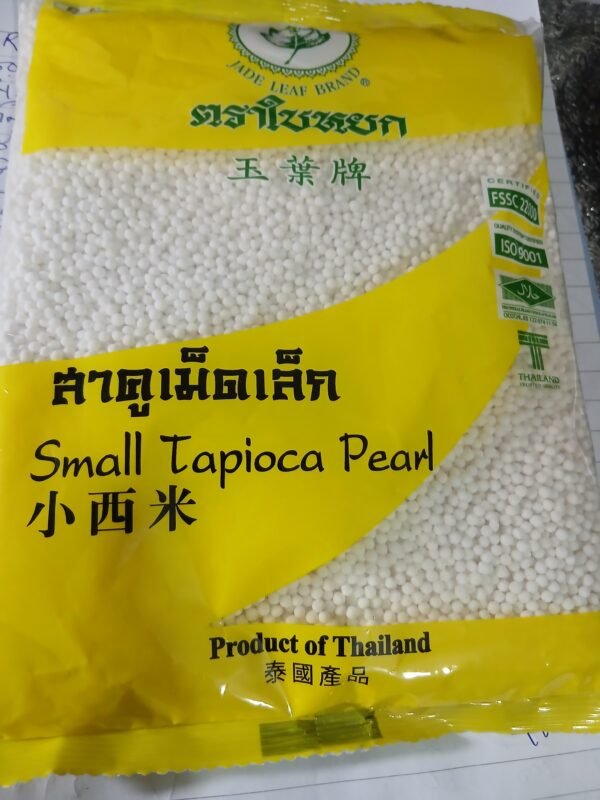 JADE LEAF BRAND ®
ตราใบหยก
玉葉牌
CERTIFIED
FSSC 22000
ISO 9001
THAILAND
สาคูเม็ดเล็ก
Small Tapioca Pearl
小西米
Product of Thailand
泰國產品